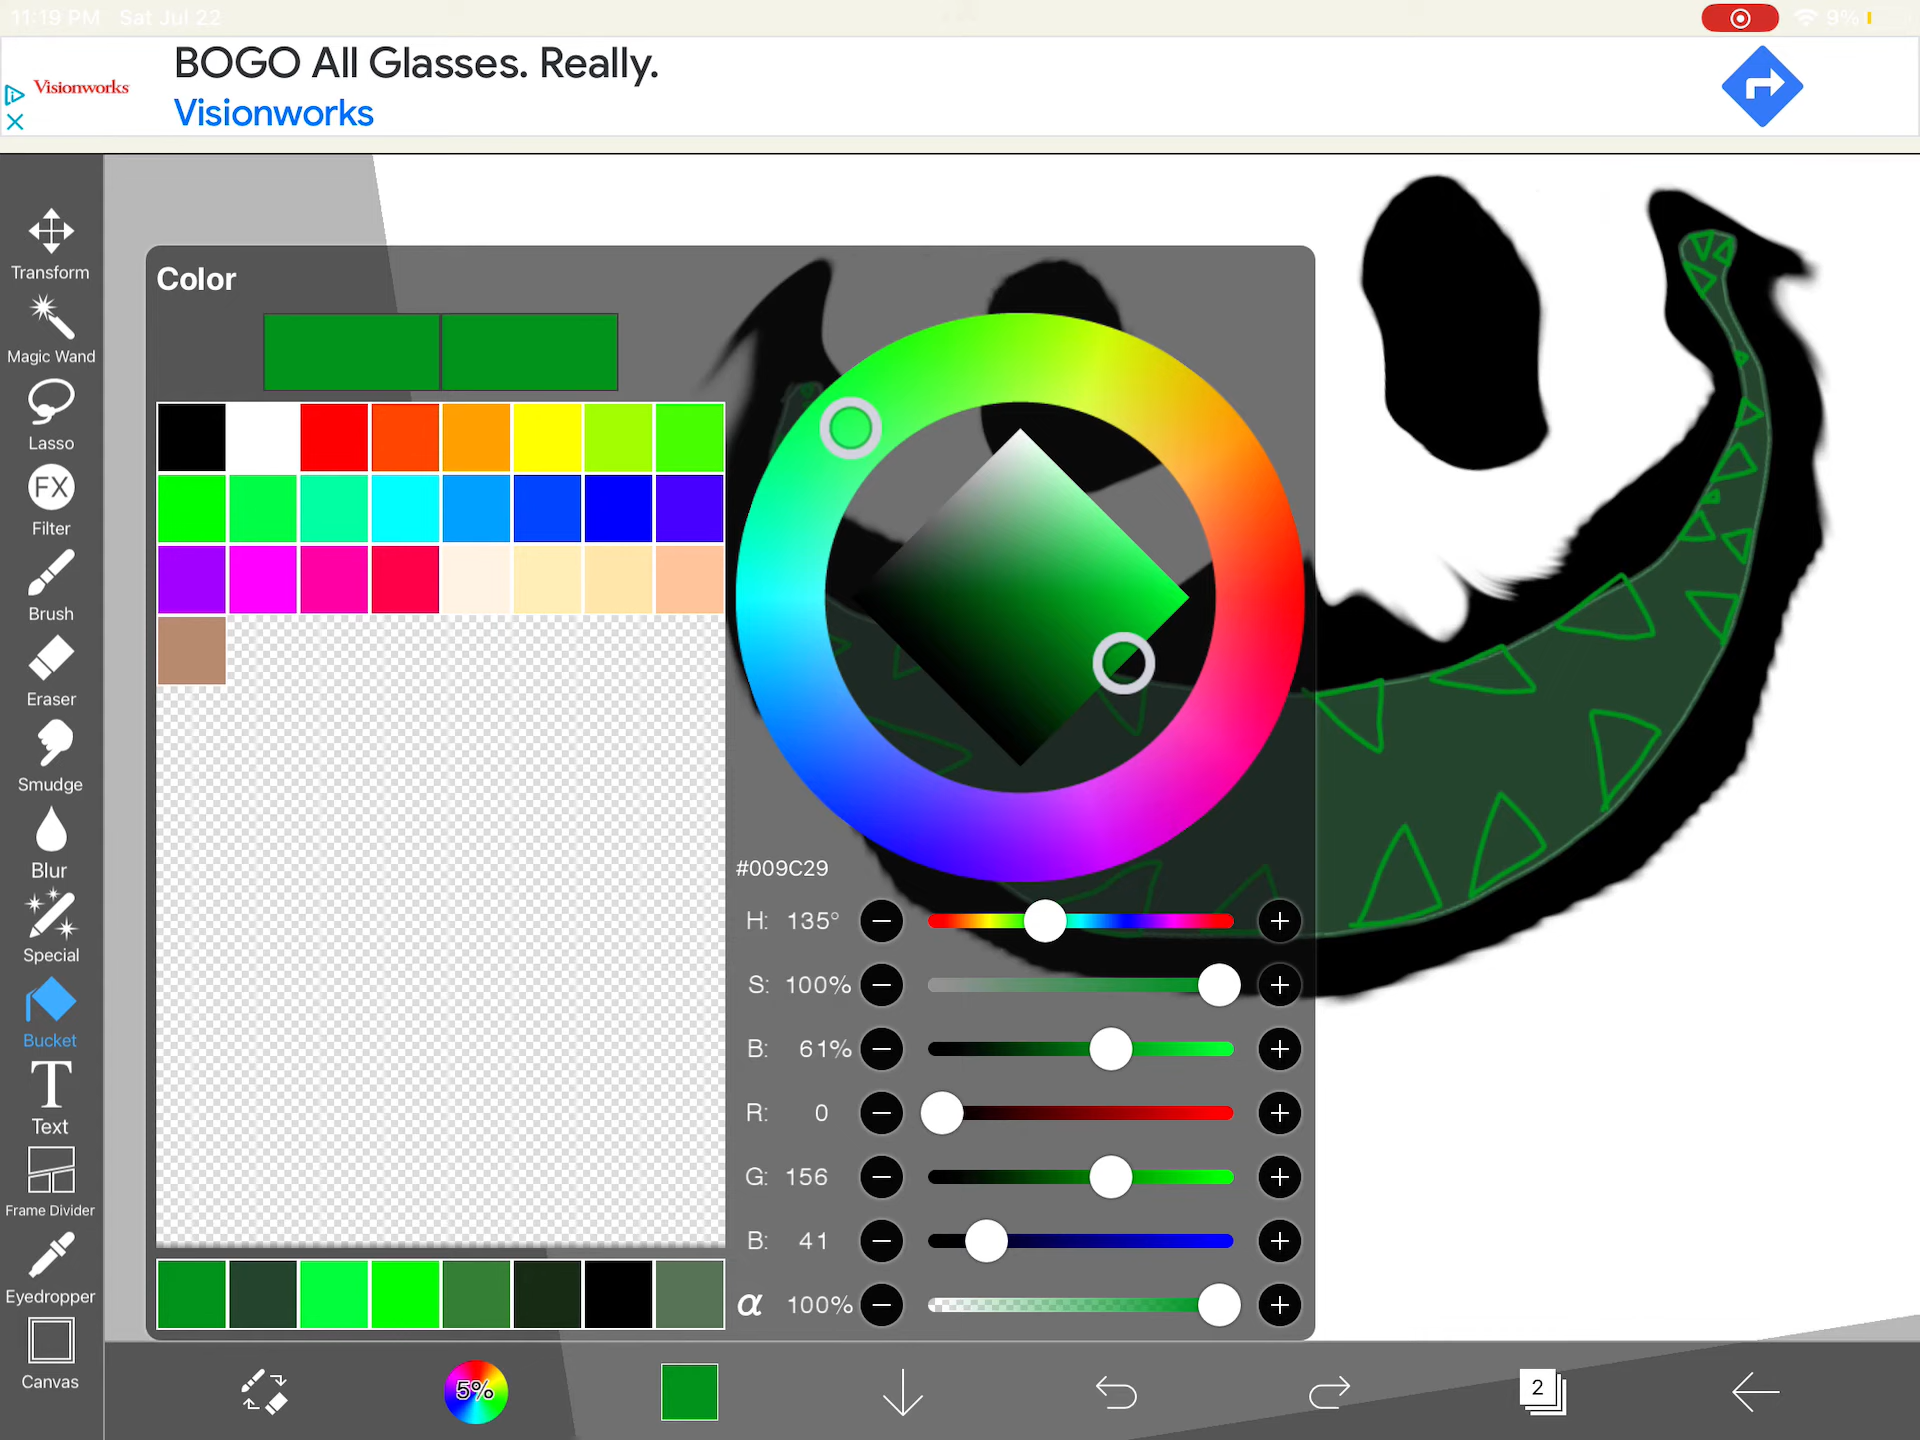 11:19 PM Sat Jul 22
9%
Visionworks
BOGO All Glasses. Really.
Visionworks
Transform
Magic Wand
Lasso
FX
Filter
Brush
Eraser
Smudge
Blur
Special
Bucket
T
Text
Frame Divider
Eyedropper
Canvas
Color
#009C29
H: 135°
S: 100%
B: 61%
R: 0
G: 156
B: 41
α 100%
5%
2